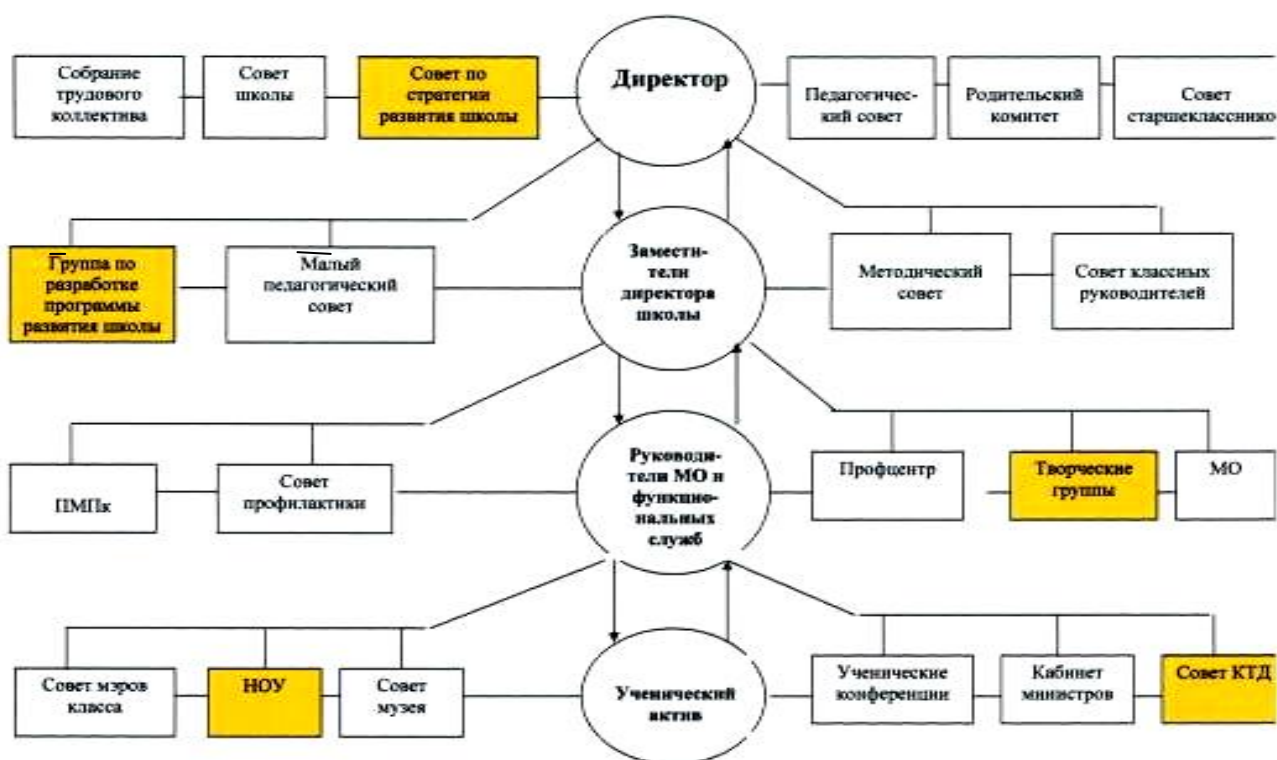 Собрание
трудового
коллектива
Совет
школы
Совет по
стратегии
развития школы
Директор
Педагогичес-
кий совет
Родительский
комитет
Совет
старшекласснико
Группа по
разработке
программы
развития школы
Малый
педагогический
совет
Замести-
тели
директора
школы
Методический
совет
Совет классных
руководителей
ПМПк
Совет
профилактики
Руководи-
тели МО и
функцио-
нальных
служб
Профцентр
Творческие
группы
МО
Совет мэров
класса
НОУ
Совет
музея
Ученический
актив
Ученические
конференции
Кабинет
министров
Совет КТД